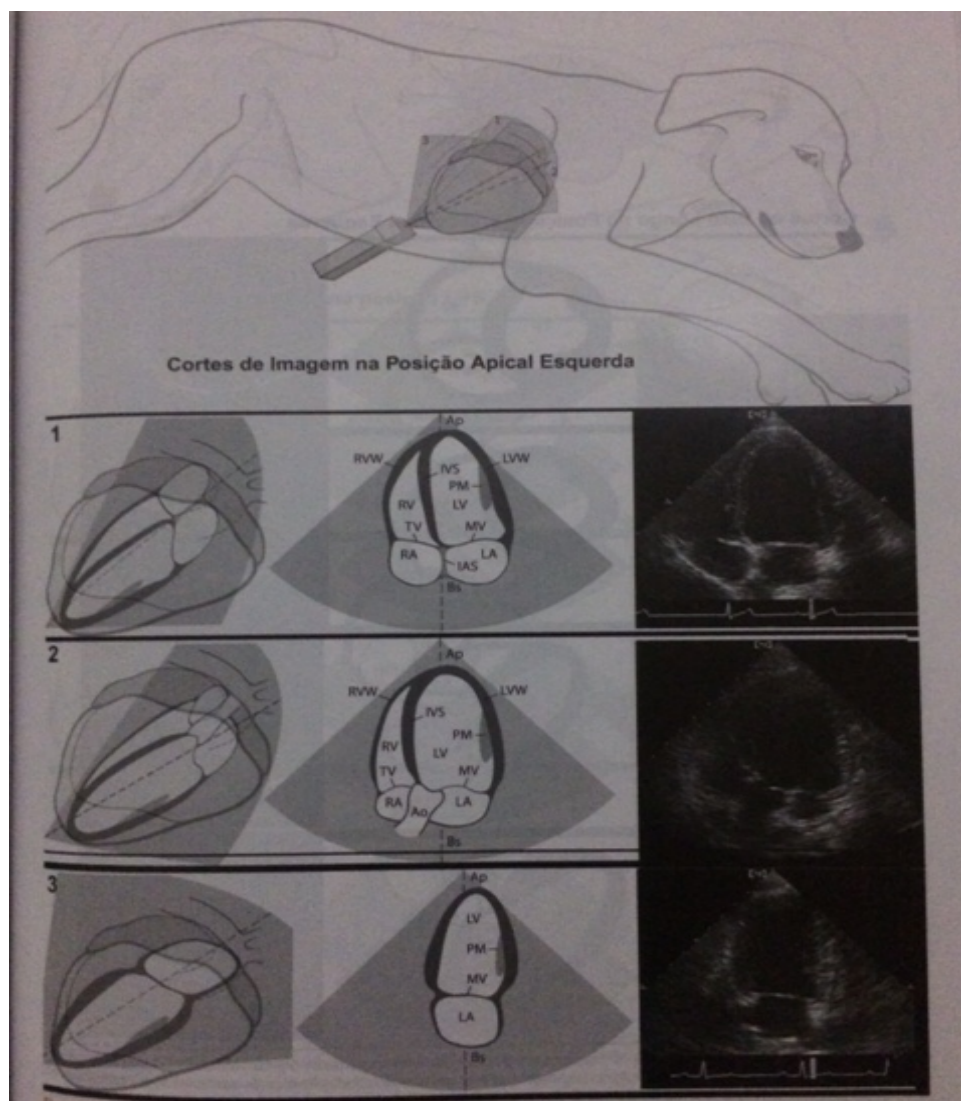 Cortes de Imagem na Posição Apical Esquerda
1
Ap
RVW
LVW
IVS
PM
RV
LV
TV
MV
RA
LA
IAS
Bs
2
Ap
RVW
LVW
IVS
PM
RV
LV
TV
MV
RA
Ao
LA
Bs
3
Ap
LV
PM
MV
LA
Bs